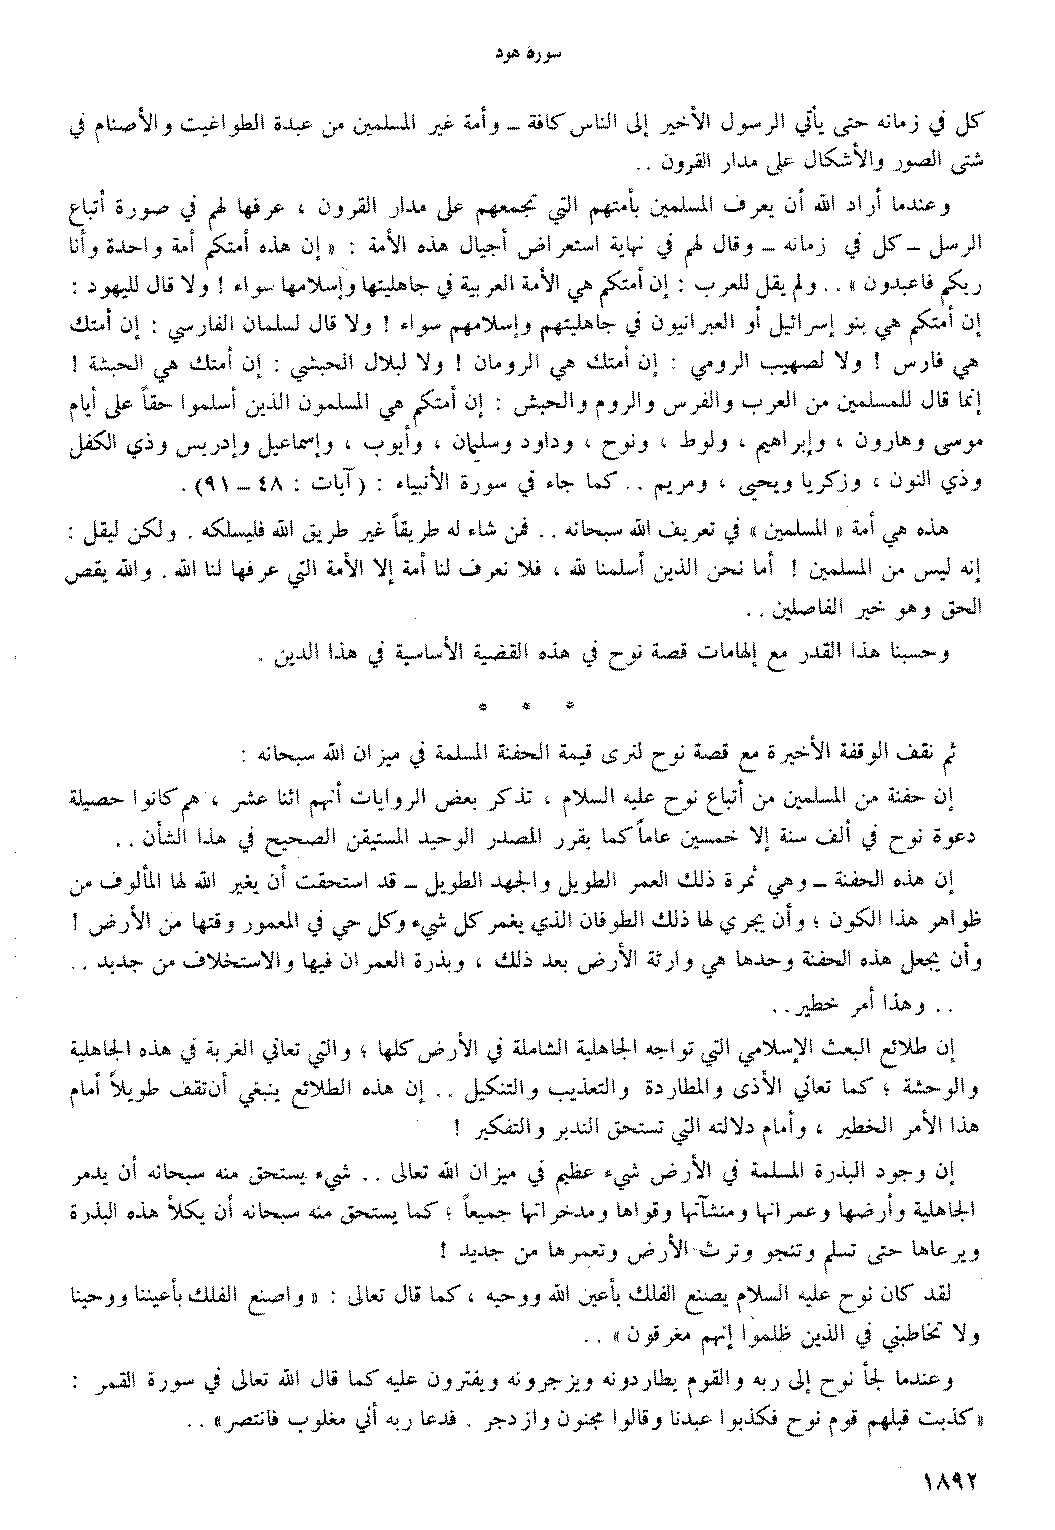 سورة هود
كل في زمانه حتى يأتي الرسول الأخير إلى الناس كافة – وأمة غير المسلمين من عبدة الطواغيت والأصنام في
شتى الصور والأشكال على مدار القرون ..
وعندما أراد الله أن يعرف المسلمين بأمتهم التي تجمعهم على مدار القرون ، عرفها لهم في صورة أتباع
الرسل – كل في زمانه – وقال لهم في نهاية استعراض أجيال هذه الأمة : « إن هذه أمتكم أمة واحدة وأنا
ربكم فاعبدون » .. ولم يقل للعرب : إن أمتكم هي الأمة العربية في جاهليتها وإسلامها سواء ! ولا قال لليهود :
إن أمتكم هي بنو إسرائيل أو العبرانيون في جاهليتهم وإسلامهم سواء ! ولا قال لسلمان الفارسي : إن أمتك
هي فارس ! ولا لصهيب الرومي : إن أمتك هي الرومان ! ولا لبلال الحبشي : إن أمتك هي الحبشة !
إنما قال للمسلمين من العرب والفرس والروم والحبش : إن أمتكم هي المسلمون الذين أسلموا حقاً على أيام
موسى وهارون ، وإبراهيم ، ولوط ، ونوح ، وداود وسليمان ، وأيوب ، وإسماعيل وإدريس وذي الكفل
وذي النون ، وزكريا ويحيى ، ومريم .. كما جاء في سورة الأنبياء : (آيات : ٤٨ – ٩١) .
هذه هي أمة « المسلمين » في تعريف الله سبحانه .. فمن شاء له طريقاً غير طريق الله فليسلكه . ولكن ليقل :
إنه ليس من المسلمين ! أما نحن الذين أسلمنا لله ، فلا نعرف لنا أمة إلا الأمة التي عرفها لنا الله . والله يقص
الحق وهو خير الفاصلين ..
وحسبنا هذا القدر مع إلهامات قصة نوح في هذه القضية الأساسية في هذا الدين .
* * *
ثم نقف الوقفة الأخيرة مع قصة نوح لنرى قيمة الحفنة المسلمة في ميزان الله سبحانه :
إن حفنة من المسلمين من أتباع نوح عليه السلام ، تذكر بعض الروايات أنهم اثنا عشر ، هم كانوا حصيلة
دعوة نوح في ألف سنة إلا خمسين عاماً كما يقرر المصدر الوحيد المستيقن الصحيح في هذا الشأن ..
إن هذه الحفنة – وهي ثمرة ذلك العمر الطويل والجهد الطويل – قد استحقت أن يغير الله لها المألوف من
ظواهر هذا الكون ؛ وأن يجري لها ذلك الطوفان الذي يغمر كل شيء وكل حي في المعمور وقتها من الأرض !
وأن يجعل هذه الحفنة وحدها هي وارثة الأرض بعد ذلك ، وبذرة العمران فيها والاستخلاف من جديد ..
.. وهذا أمر خطير ..
إن طلائع البعث الإسلامي التي تواجه الجاهلية الشاملة في الأرض كلها ؛ والتي تعاني الغربة في هذه الجاهلية
والوحشة ؛ كما تعاني الأذى والمطاردة والتعذيب والتنكيل .. إن هذه الطلائع ينبغي أن تقف طويلاً أمام
هذا الأمر الخطير ، وأمام دلالته التي تستحق التدبر والتفكير !
إن وجود البذرة المسلمة في الأرض شيء عظيم في ميزان الله تعالى .. شيء يستحق منه سبحانه أن يدمر
الجاهلية وأرضها وعمرانها ومنشآتها وقواها ومدخراتها جميعاً ؛ كما يستحق منه سبحانه أن يكلأ هذه البذرة
ويرعاها حتى تسلم وتنجو وترث الأرض وتعمرها من جديد !
لقد كان نوح عليه السلام يصنع الفلك بأعين الله ووحيه ، كما قال تعالى : « واصنع الفلك بأعيننا ووحينا
ولا تخاطبني في الذين ظلموا إنهم مغرقون » ..
وعندما لجأ نوح إلى ربه والقوم يطاردونه ويزجرونه ويفترون عليه كما قال الله تعالى في سورة القمر :
« كذبت قبلهم قوم نوح فكذبوا عبدنا وقالوا مجنون وازدجر . فدعا ربه أني مغلوب فانتصر» ..
١٨٩٢